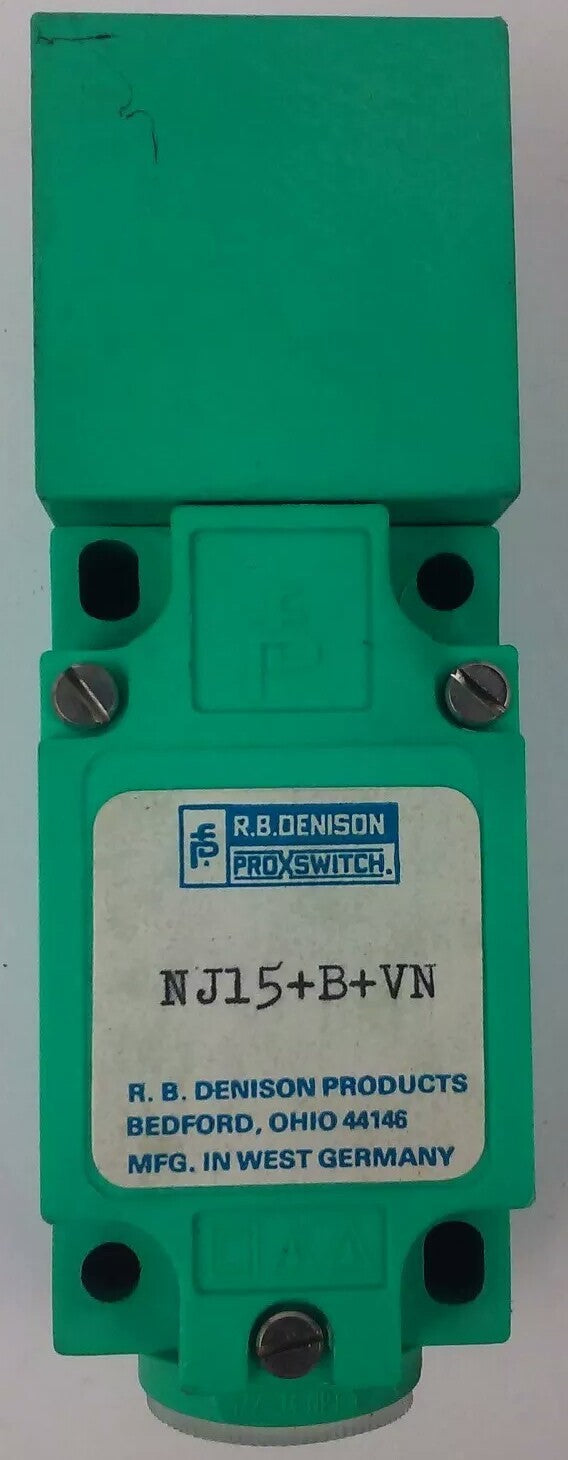 R.B.DENISON
PROXSWITCH.
NJ15+B+VN
R. B. DENISON PRODUCTS
BEDFORD, OHIO 44146
MFG. IN WEST GERMANY